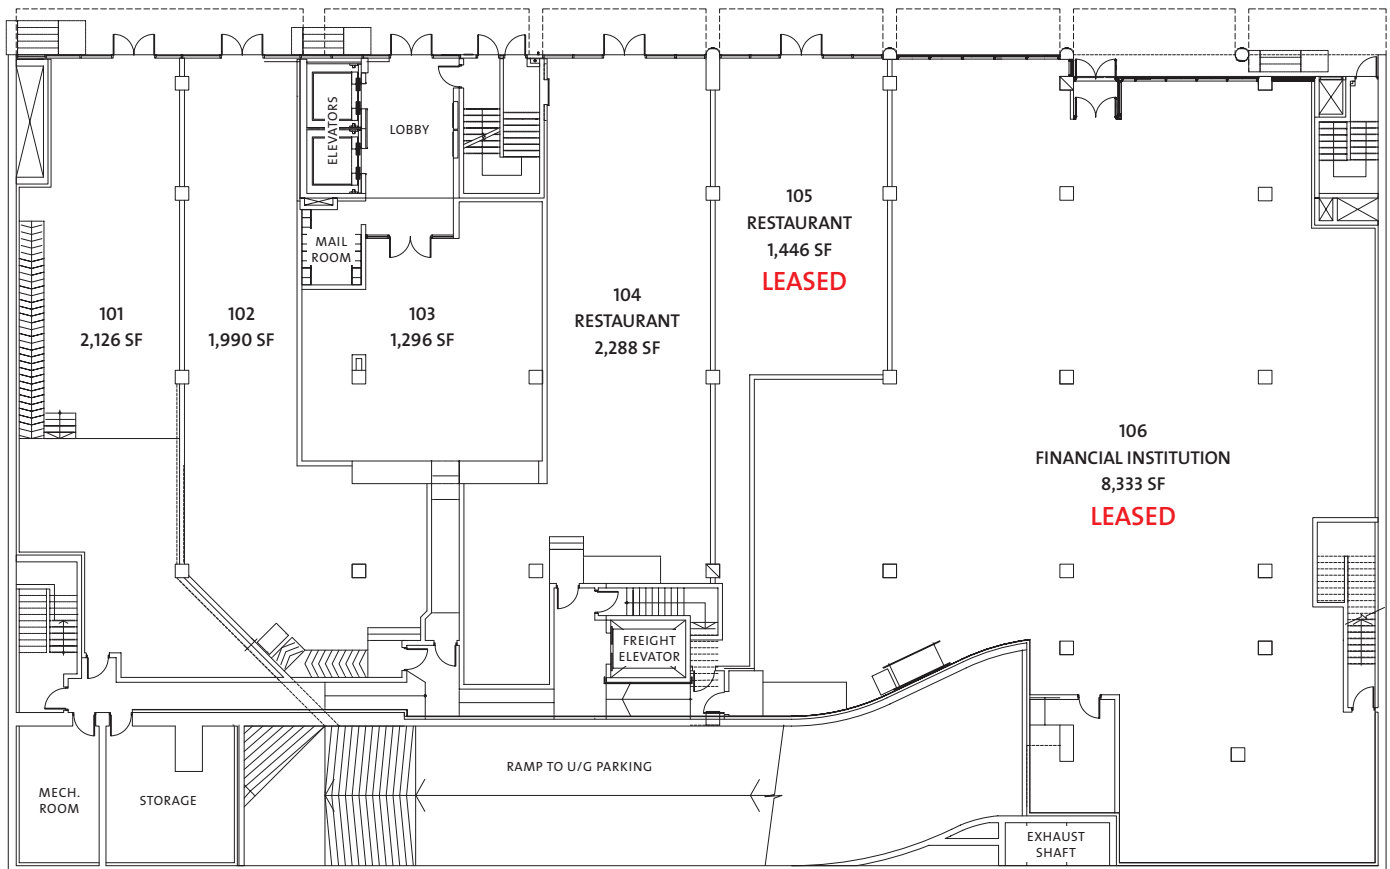 ELEVATORS
LOBBY
MAIL
ROOM
101
2,126 SF
102
1,990 SF
103
1,296 SF
104
RESTAURANT
2,288 SF
105
RESTAURANT
1,446 SF
LEASED
106
FINANCIAL INSTITUTION
8,333 SF
LEASED
FREIGHT
ELEVATOR
MECH.
ROOM
STORAGE
RAMP TO U/G PARKING
EXHAUST
SHAFT